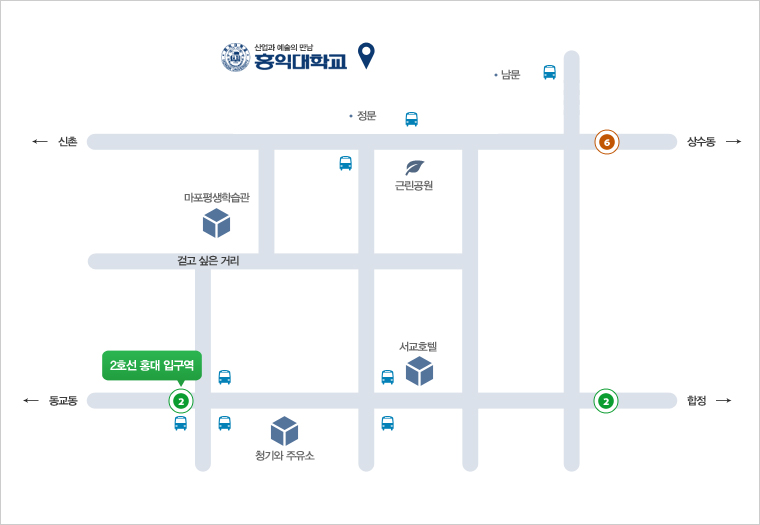 산업과 예술의 만남
홍익대학교
남문
정문
신촌
6
상수동
근린공원
마포평생학습관
걷고 싶은 거리
서교호텔
2호선 홍대 입구역
동교동
2
2
합정
청기와 주유소